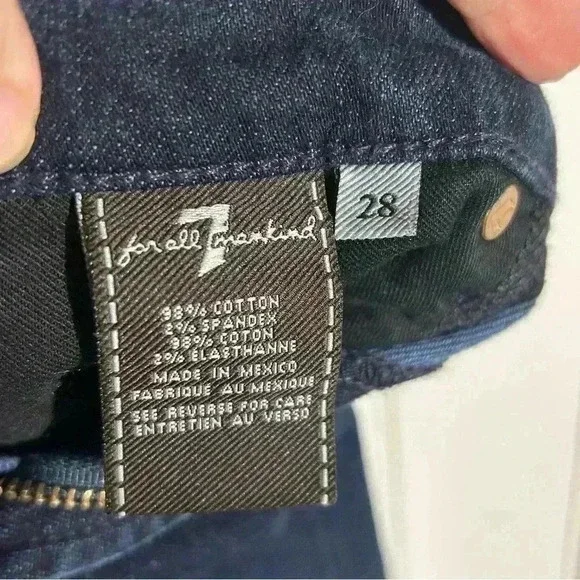 for all 7 mankind
28
98% COTTON
2% SPANDEX
98% COTON
2% ELASTHANNE
MADE IN MEXICO
FABRIQUE AU MEXIQUE
SEE REVERSE FOR CARE
ENTRETIEN AU VERSO